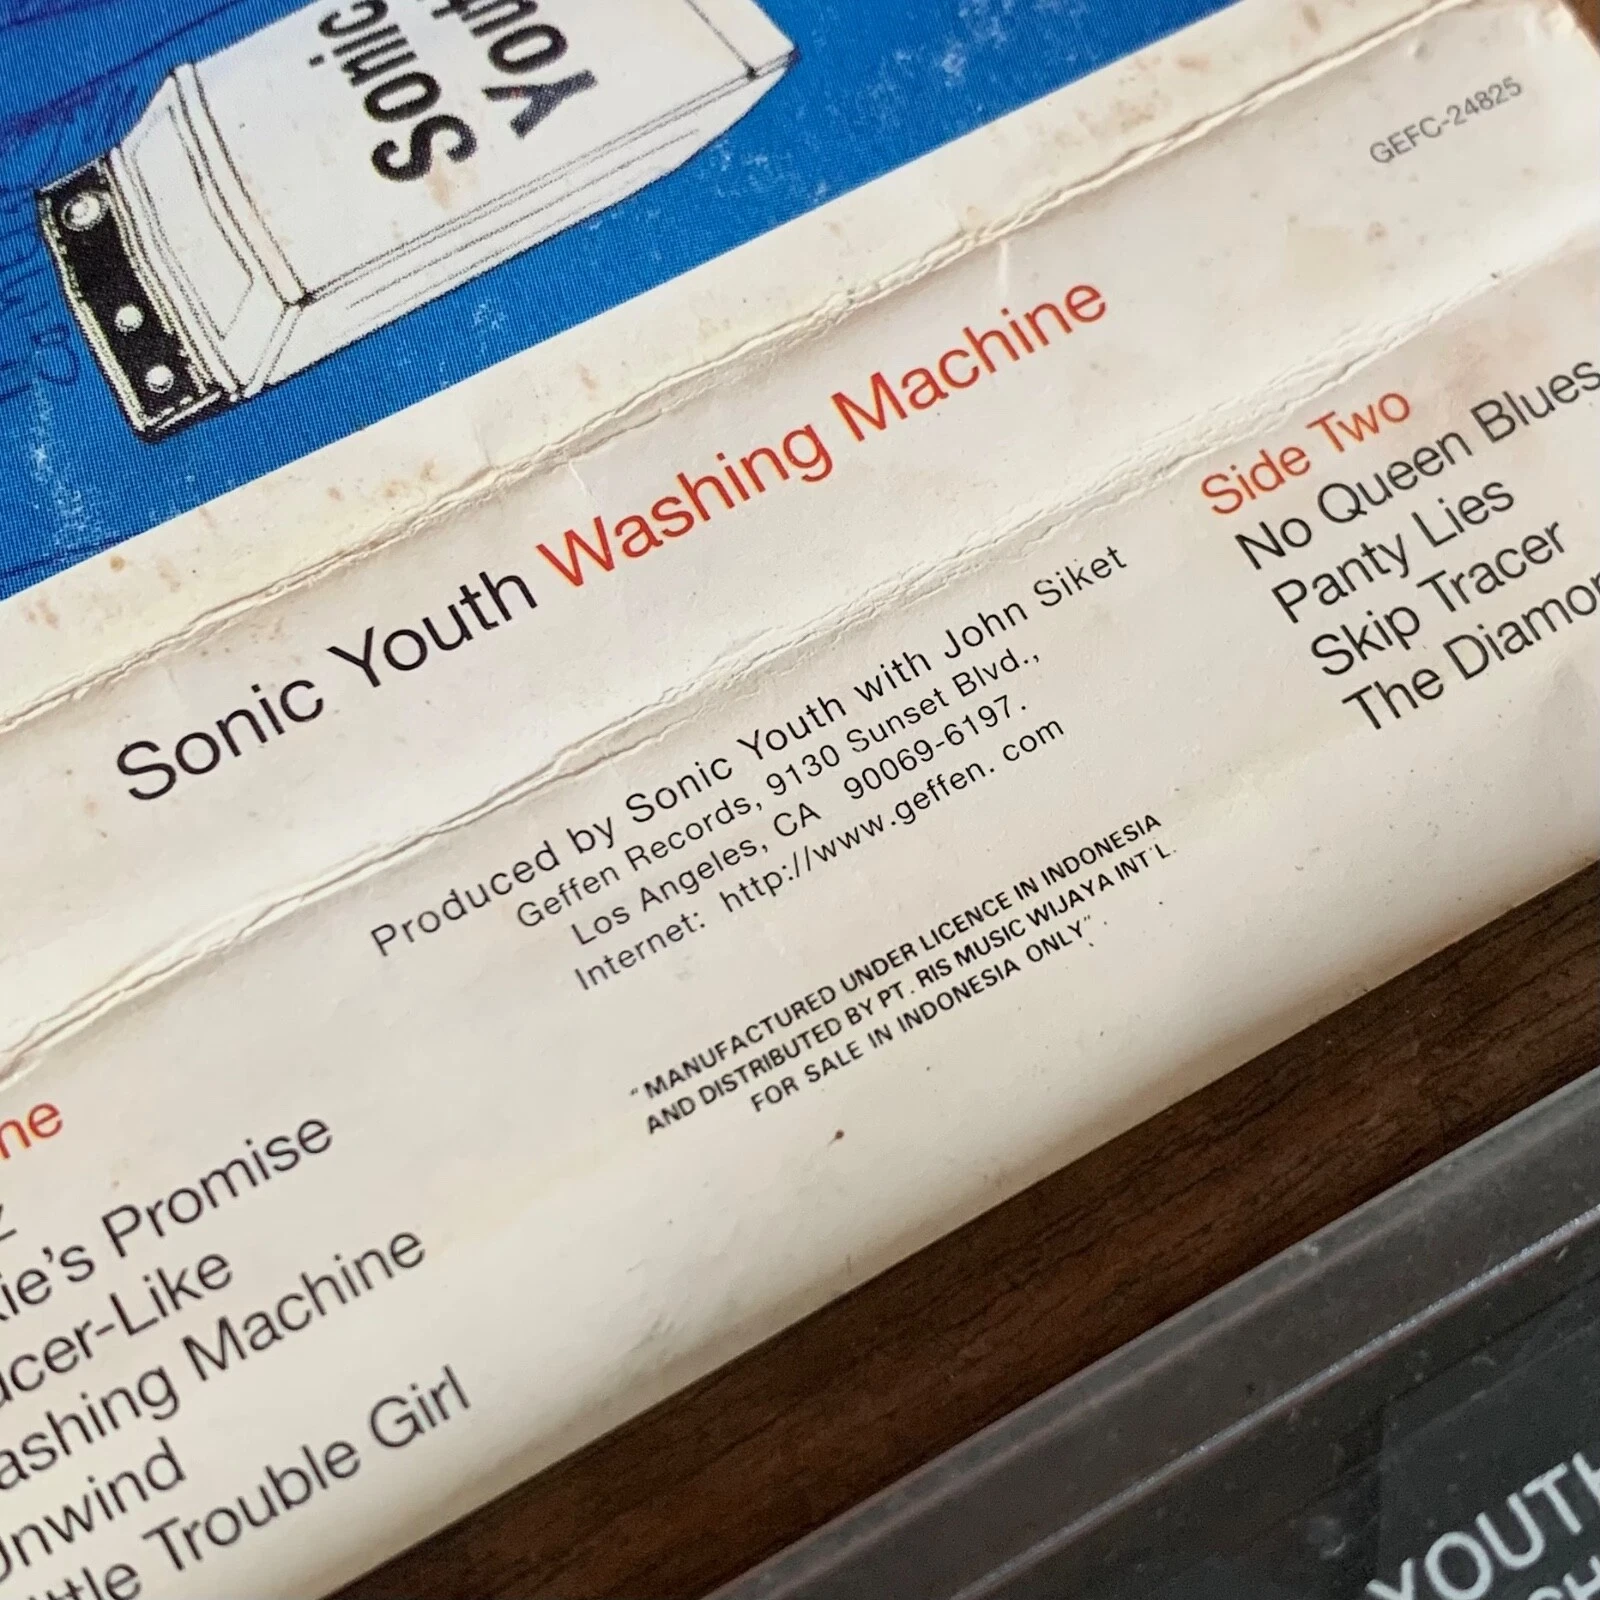 Sonic
GEFC-24825
Sonic Youth Washing Machine
Produced by Sonic Youth with John Siket
Geffen Records, 9130 Sunset Blvd.,
Los Angeles, CA 90069-6197.
Internet: http://www.geffen. com
"MANUFACTURED UNDER LICENCE IN INDONESIA
AND DISTRIBUTED BY PT. RIS MUSIC WIJAYA INT'L.
FOR SALE IN INDONESIA ONLY"
Promise
Machine
Trouble Girl
Side Two
No Queen Blues
Panty Lies
Skip Tracer
The